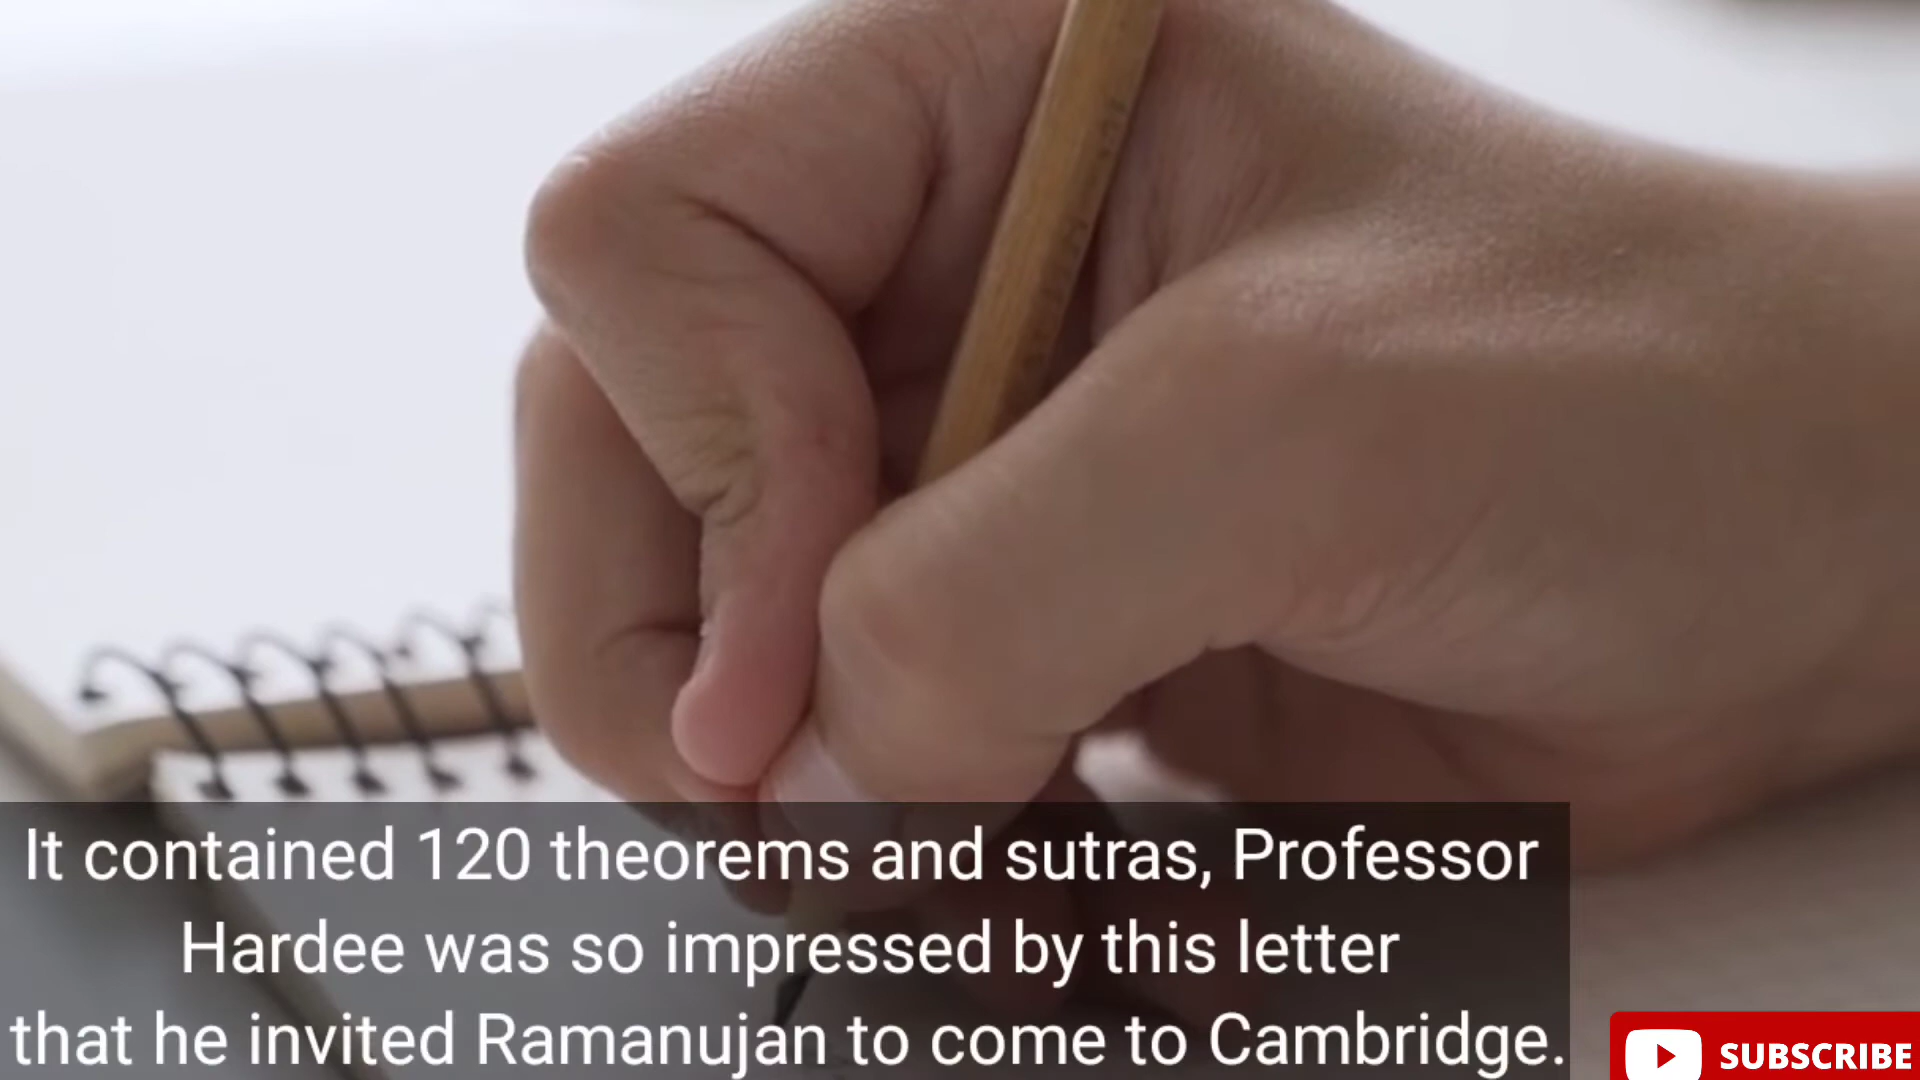 It contained 120 theorems and sutras, Professor
Hardee was so impressed by this letter
that he invited Ramanujan to come to Cambridge.
SUBSCRIBE